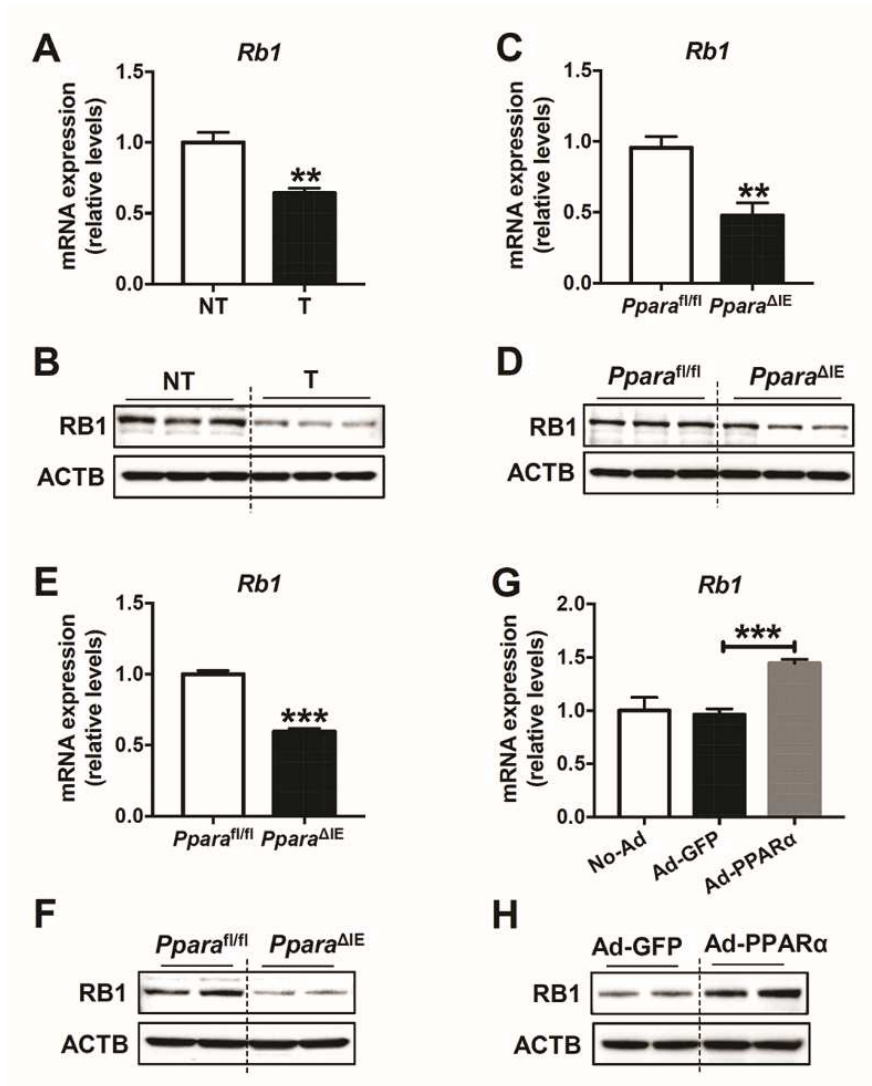 A
Rb1
mRNA expression
(relative levels)
1.5
1.0
0.5
0.0
**
NT
T
C
Rb1
mRNA expression
(relative levels)
1.5
1.0
0.5
0.0
**
Ppara^fl/fl Ppara^ΔIE
B
NT
T
RB1
ACTB
D
Ppara^fl/fl
Ppara^ΔIE
RB1
ACTB
E
Rb1
mRNA expression
(relative levels)
1.5
1.0
0.5
0.0
***
Ppara^fl/fl Ppara^ΔIE
G
Rb1
mRNA expression
(relative levels)
2.0
1.5
1.0
0.5
0.0
***
No-Ad
Ad-GFP
Ad-PPARα
F
Ppara^fl/fl
Ppara^ΔIE
RB1
ACTB
H
Ad-GFP
Ad-PPARα
RB1
ACTB